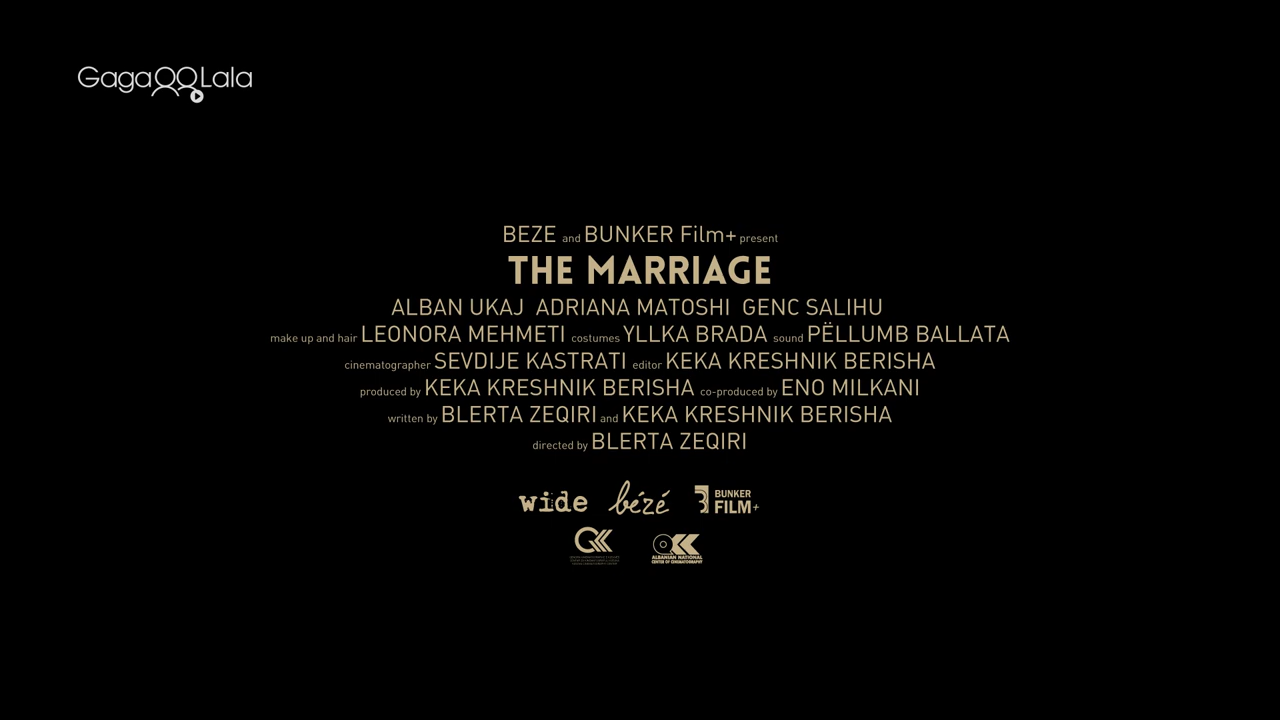 GagaOOLala
BEZE and BUNKER Film+ present
THE MARRIAGE
ALBAN UKAJ ADRIANA MATOSHI GENC SALIHU
make up and hair LEONORA MEHMETI costumes YLLKA BRADA sound PËLLUMB BALLATA
cinematographer SEVDIJE KASTRATI editor KEKA KRESHNIK BERISHA
produced by KEKA KRESHNIK BERISHA co-produced by ENO MILKANI
written by BLERTA ZEQIRI and KEKA KRESHNIK BERISHA
directed by BLERTA ZEQIRI
wide bézé BUNKER
FILM+
ALBANIAN NATIONAL
CENTER OF CINEMATOGRAPHY